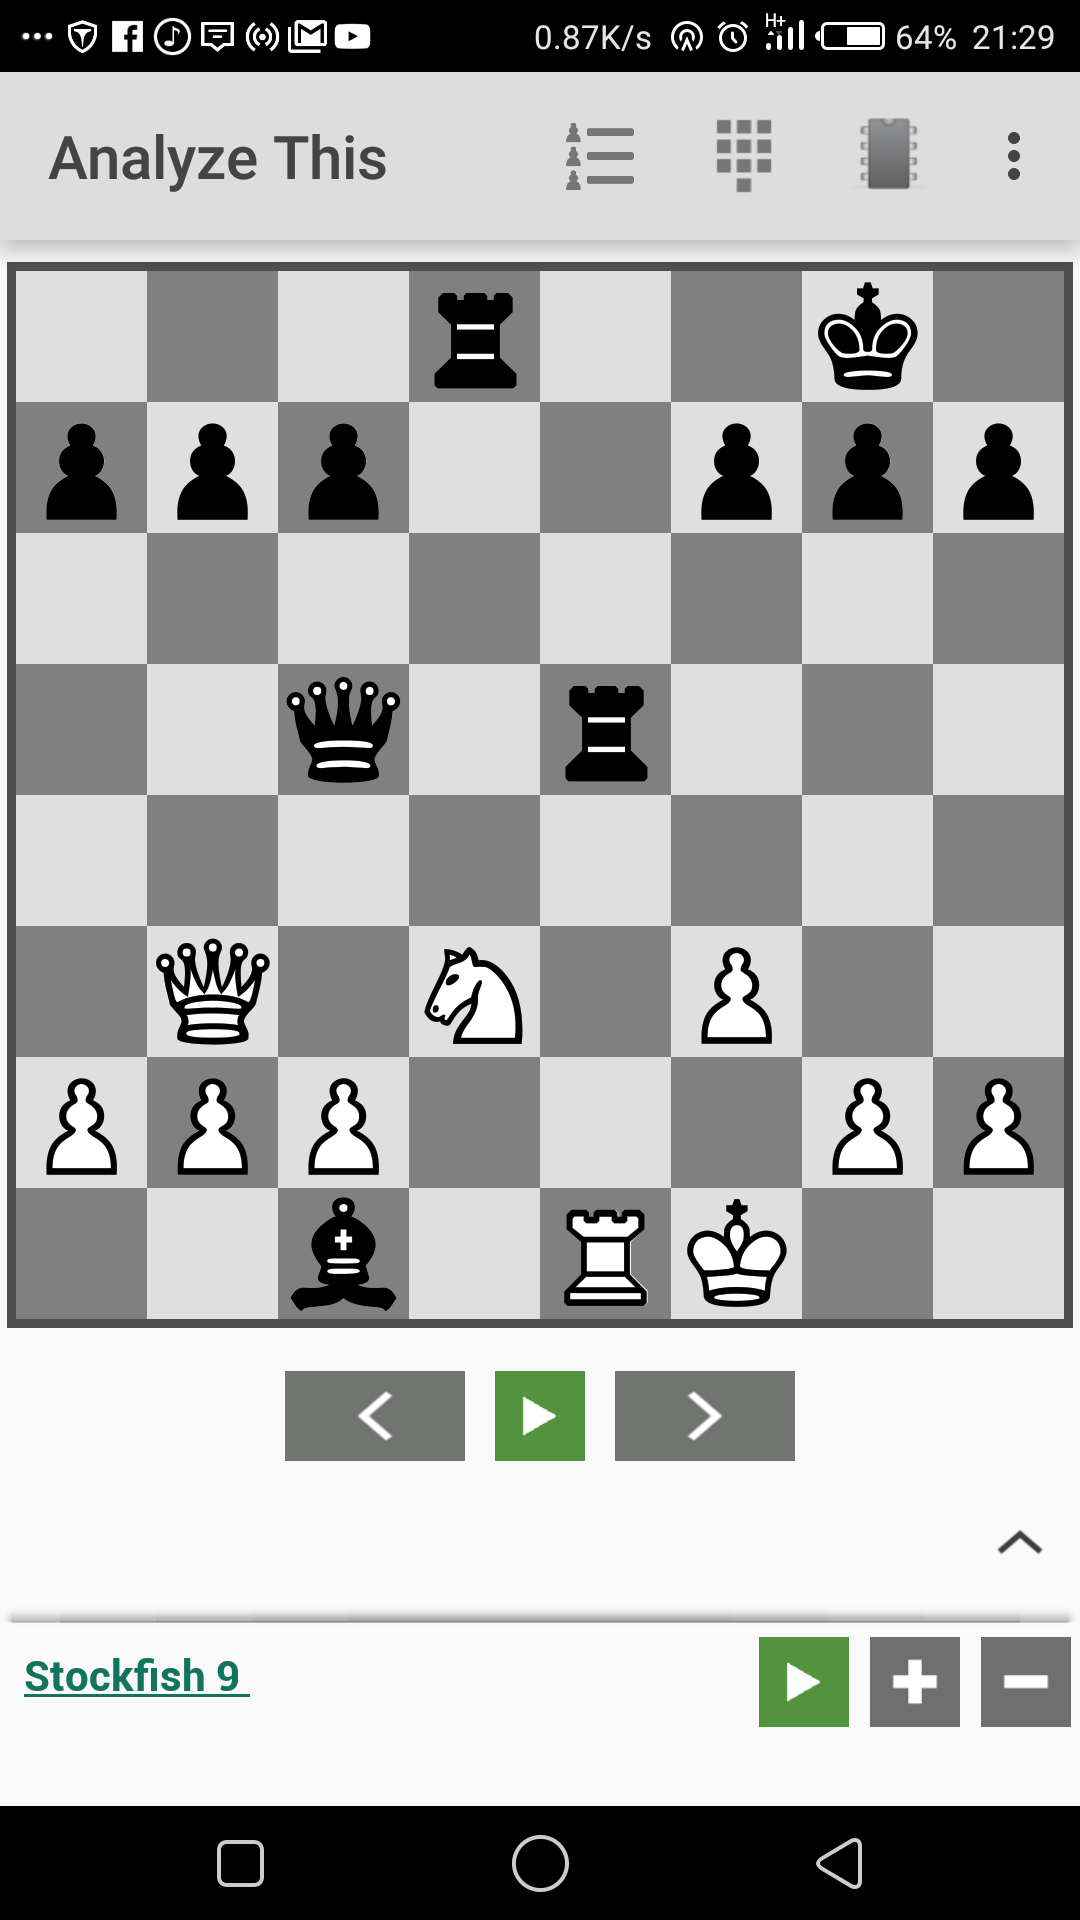 0.87K/s H+ 64% 21:29
Analyze This
Stockfish 9